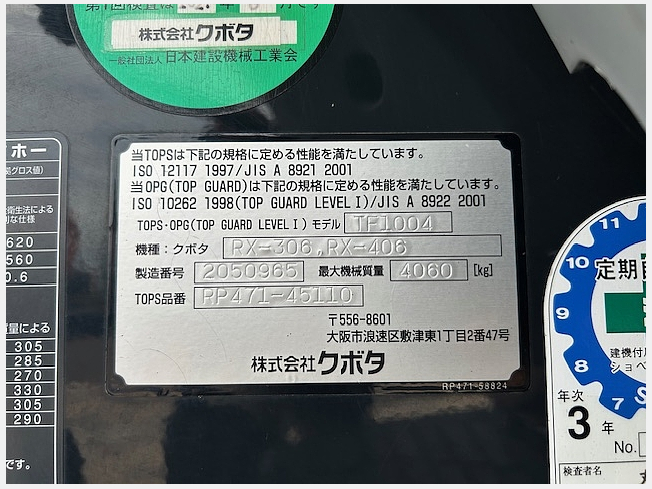 株式会社クボタ
一般社団法人 日本建設機械工業会
ホー
620
560
0.6
量による
305
285
270
330
305
290
です。
当TOPSは下記の規格に定める性能を満たしています。
ISO 12117 1997/JIS A 8921 2001
当OPG(TOP GUARD)は下記の規格に定める性能を満たしています。
ISO 10262 1998(TOP GUARD LEVEL I)/JIS A 8922 2001
TOPS・OPG(TOP GUARD LEVEL I) モデル TF1004
機種：クボタ RX-306,RX-406
製造番号 2050965 最大機械質量 4060 [kg]
TOPS品番 RP471-45110
〒556-8601
大阪市浪速区敷津東1丁目2番47号
株式会社クボタ
RP471-58824
11
10
9
8
7
定期
建機付
ショベ
年次
3年
No.
検査者名